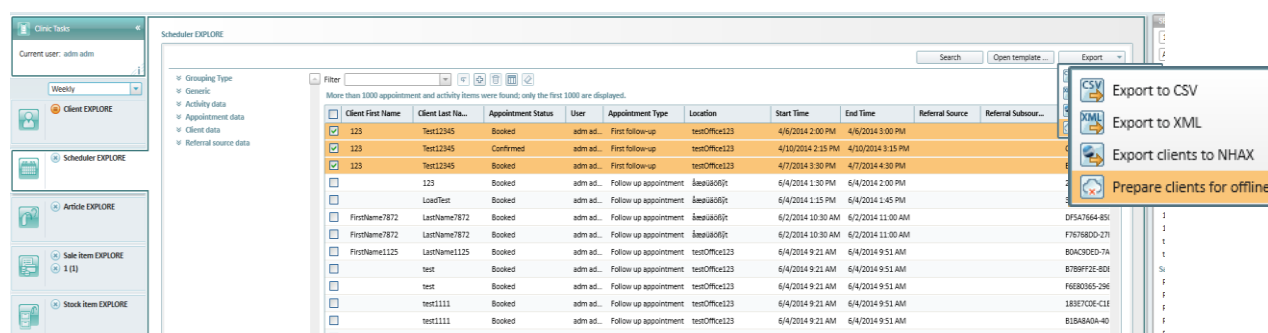 Clinic Tasks
Current user: adm adm
Weekly
Client EXPLORE
Scheduler EXPLORE
Article EXPLORE
Sale item EXPLORE
1 (1)
Stock item EXPLORE
Scheduler EXPLORE
Search Open template ... Export
Grouping Type
Generic
Activity data
Appointment data
Client data
Referral source data
Filter
More than 1000 appointment and activity items were found; only the first 1000 are displayed.
Client First Name Client Last Na... Appointment Status User Appointment Type Location Start Time End Time Referral Source Referral Subsour...
123 Test12345 Booked adm ad... First follow-up testOffice123 4/6/2014 2:00 PM 4/6/2014 3:00 PM
123 Test12345 Confirmed adm ad... First follow-up testOffice123 4/10/2014 2:15 PM 4/10/2014 3:15 PM
123 Test12345 Booked adm ad... First follow-up testOffice123 4/7/2014 3:30 PM 4/7/2014 4:30 PM
123 Booked adm ad... Follow up appointment 6/4/2014 1:30 PM 6/4/2014 2:00 PM
LoadTest Booked adm ad... Follow up appointment 6/4/2014 1:15 PM 6/4/2014 1:45 PM
FirstName7872 LastName7872 Booked adm ad... Follow up appointment 6/2/2014 10:30 AM 6/2/2014 11:00 AM DF5A7664-85
FirstName7872 LastName7872 Booked adm ad... Follow up appointment 6/2/2014 10:30 AM 6/2/2014 11:00 AM F76768DD-27
FirstName1125 LastName1125 Booked adm ad... Follow up appointment testOffice123 6/4/2014 9:21 AM 6/4/2014 9:51 AM B0AC9DED-7A
test Booked adm ad... Follow up appointment testOffice123 6/4/2014 9:21 AM 6/4/2014 9:51 AM B7B9FF2E-BD
test Booked adm ad... Follow up appointment testOffice123 6/4/2014 9:21 AM 6/4/2014 9:51 AM F6E80365-296
test1111 Booked adm ad... Follow up appointment testOffice123 6/4/2014 9:21 AM 6/4/2014 9:51 AM 183E7C0E-C1
test1111 Booked adm ad... Follow up appointment testOffice123 6/4/2014 9:21 AM 6/4/2014 9:51 AM B1BA8A0A-40
CSV Export to CSV
XML Export to XML
Export clients to NHAX
Prepare clients for offline